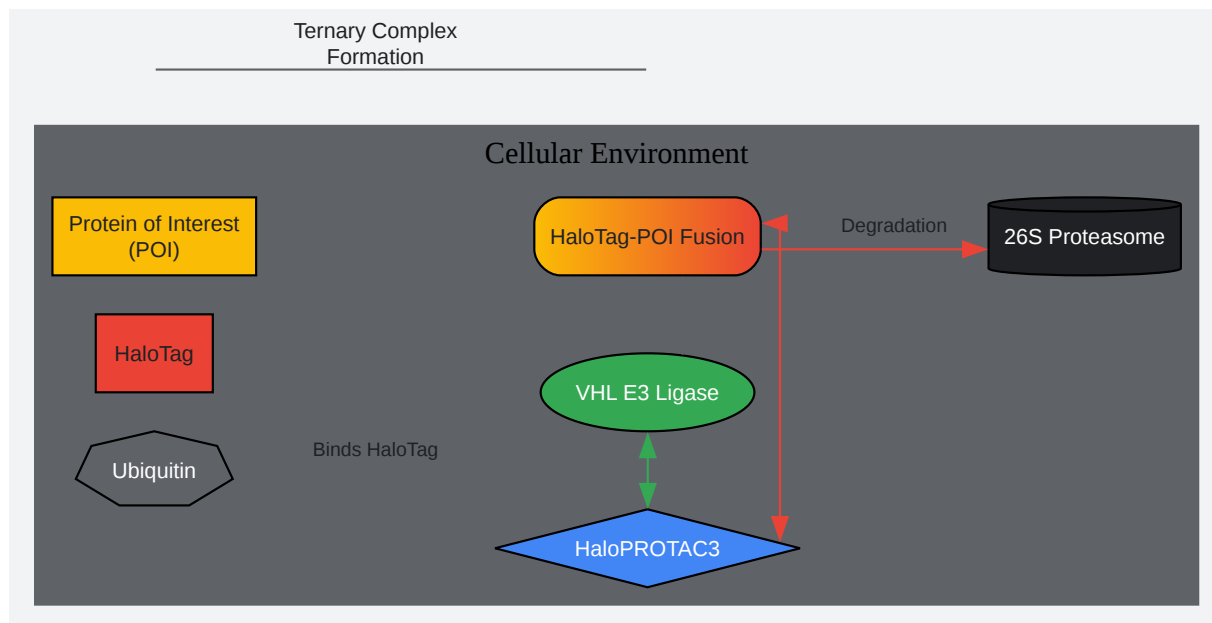 Ternary Complex
Formation
Cellular Environment
Protein of Interest
(POI)
HaloTag-POI Fusion
Degradation
26S Proteasome
HaloTag
VHL E3 Ligase
Binds HaloTag
Ubiquitin
HaloPROTAC3